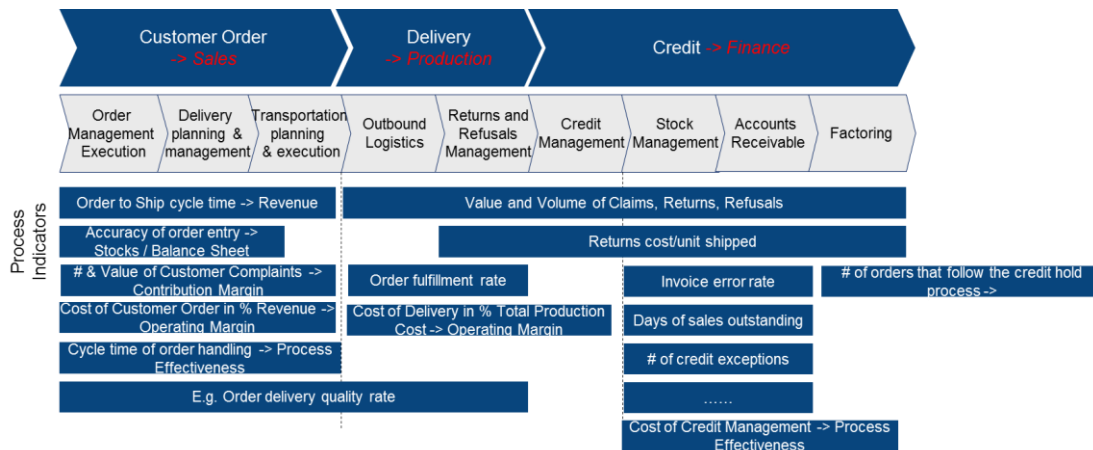 Customer Order
-> Sales
Delivery
-> Production
Credit -> Finance
Order
Management
Execution
Delivery
planning &
management
Transportation
planning
& execution
Outbound
Logistics
Returns and
Refusals
Management
Credit
Management
Stock
Management
Accounts
Receivable
Factoring
Process
Indicators
Order to Ship cycle time -> Revenue
Value and Volume of Claims, Returns, Refusals
Accuracy of order entry ->
Stocks / Balance Sheet
Returns cost/unit shipped
# & Value of Customer Complaints ->
Contribution Margin
Order fulfillment rate
Invoice error rate
# of orders that follow the credit hold
process ->
Cost of Customer Order in % Revenue ->
Operating Margin
Cost of Delivery in % Total Production
Cost -> Operating Margin
Days of sales outstanding
Cycle time of order handling -> Process
Effectiveness
# of credit exceptions
E.g. Order delivery quality rate
……
Cost of Credit Management -> Process
Effectiveness